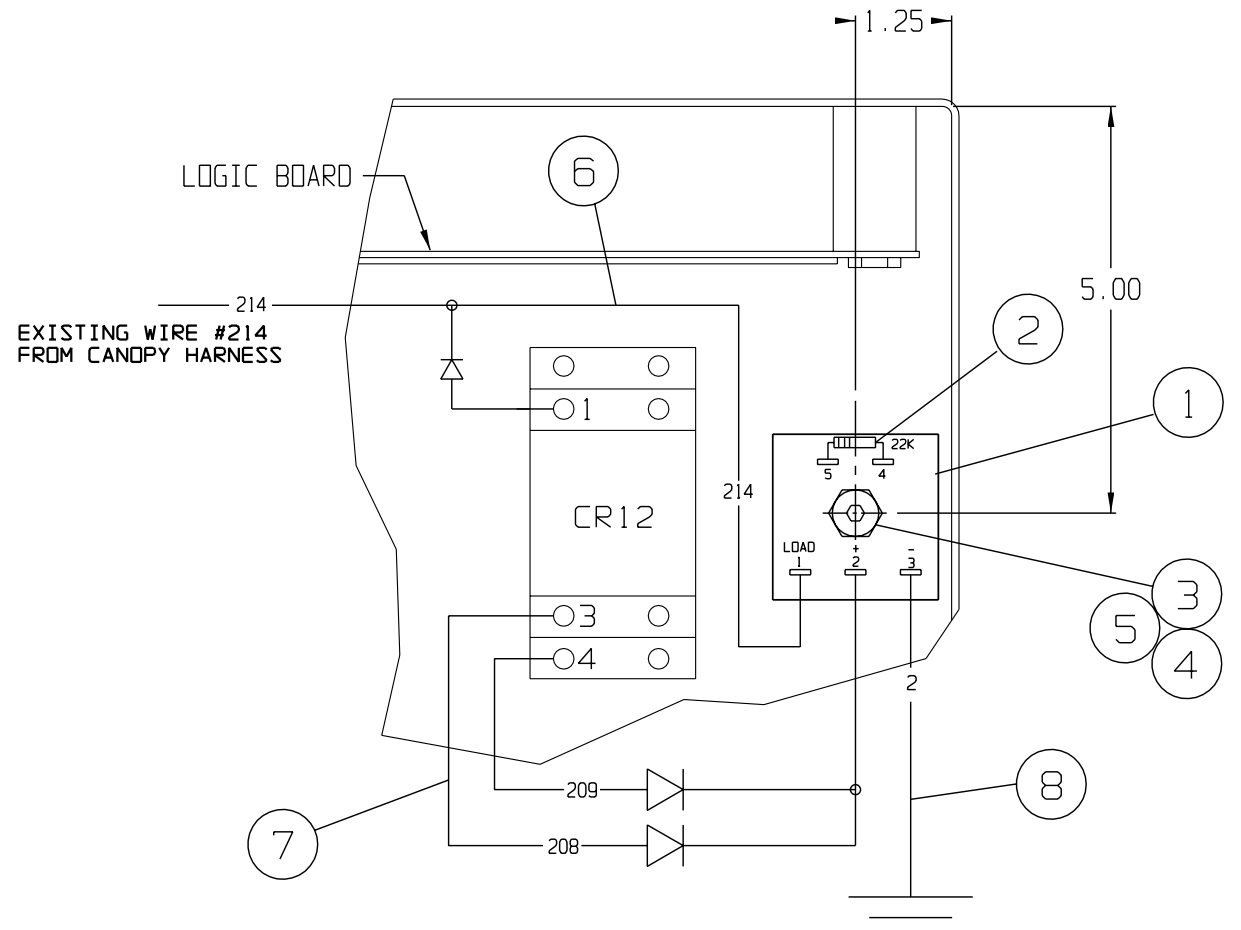 1.25
LOGIC BOARD
6
5.00
214
EXISTING WIRE #214
FROM CANOPY HARNESS
2
1
1
22K
5 4
214
CR12
LOAD + -
1 2 3
3
5
4
3
4
2
209
8
7
208